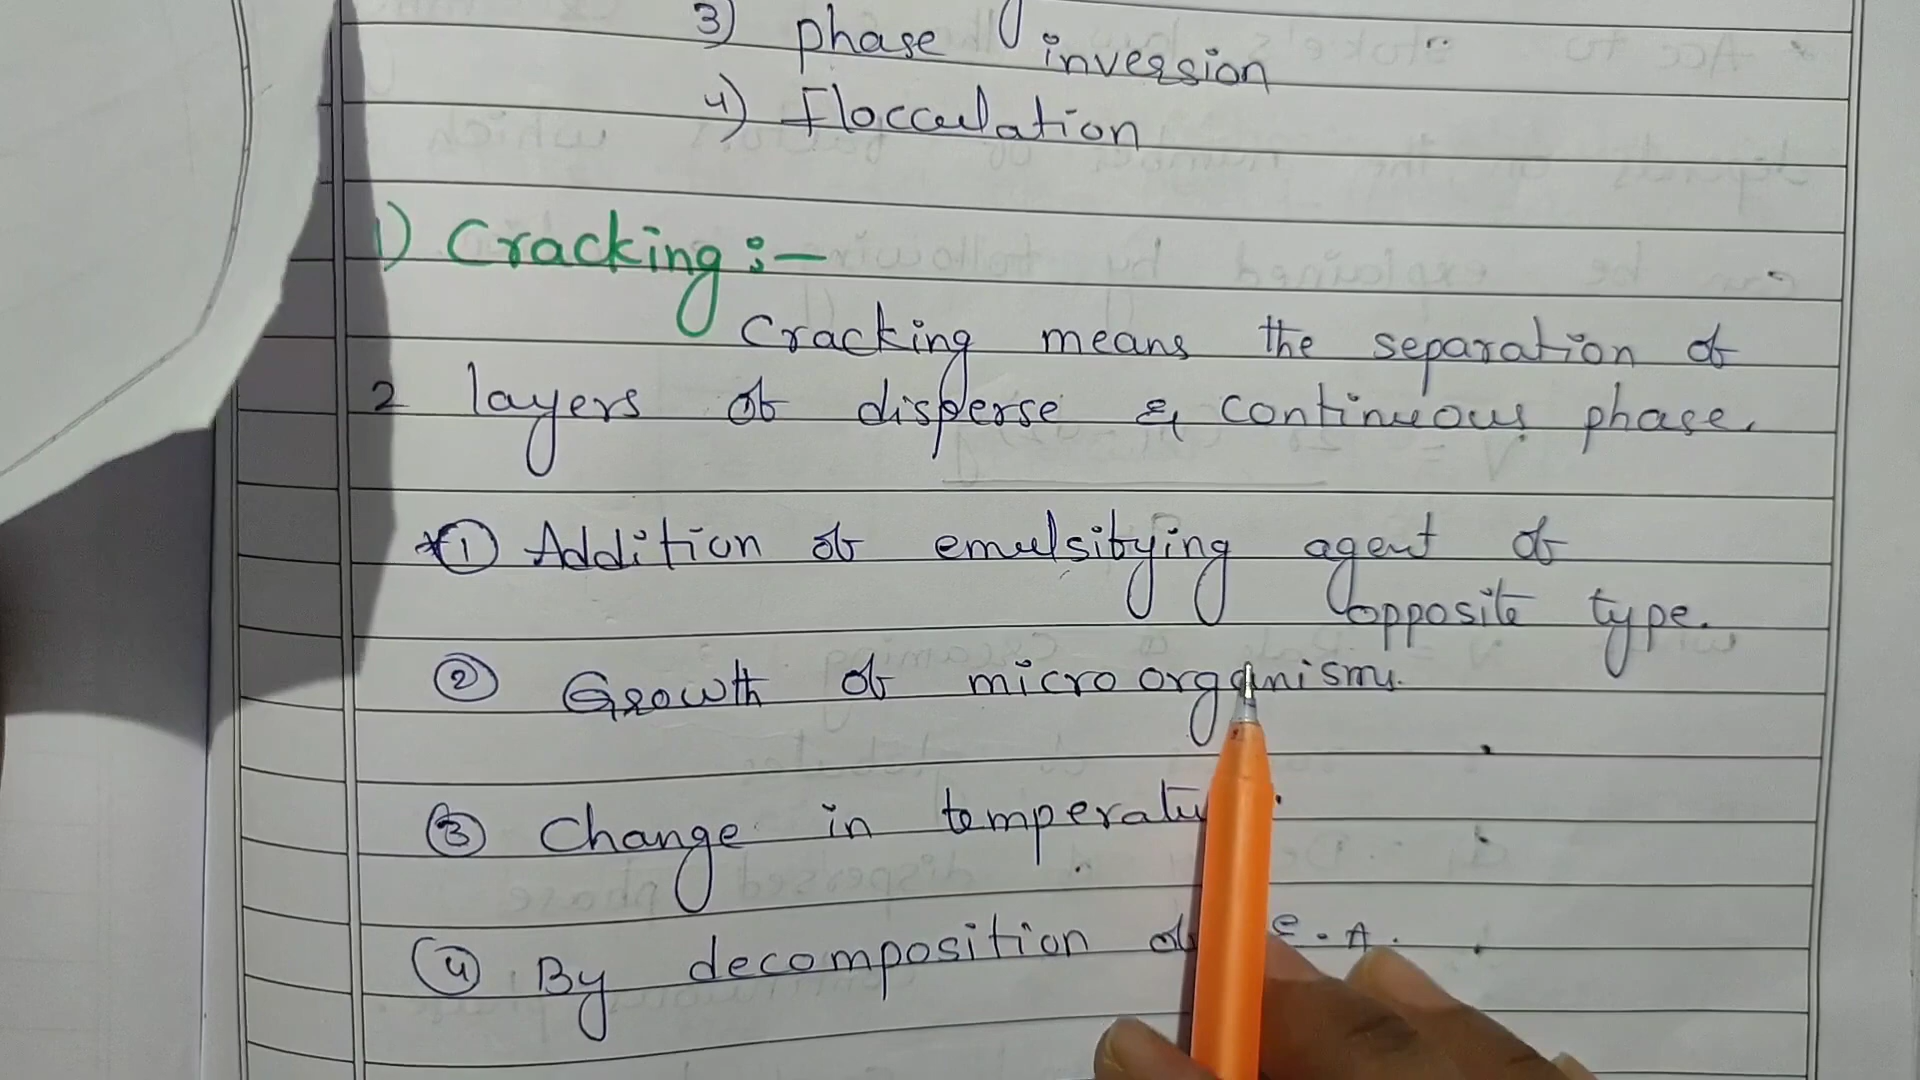 3) phase inversion
4) Flocculation
1) Cracking :-
Cracking means the separation of
2 layers of disperse & continuous phase.
*① Addition of emulsifying agent of
opposite type.
② Growth of micro organisms.
③ Change in
④ By decomposition of E.A.